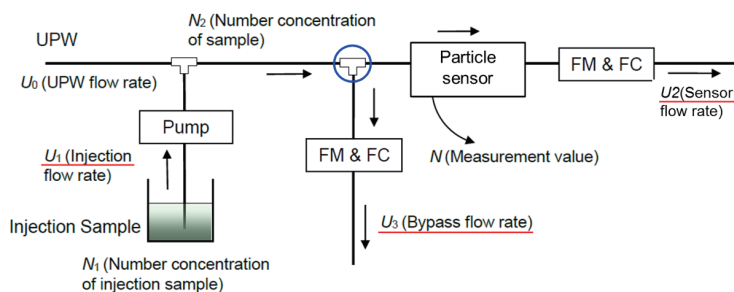 N₂ (Number concentration
of sample)
UPW
U₀ (UPW flow rate)
Particle
sensor
FM & FC
U2(Sensor
flow rate)
Pump
FM & FC
U₁ (Injection
flow rate)
N (Measurement value)
Injection Sample
U₃ (Bypass flow rate)
N₁ (Number concentration
of injection sample)